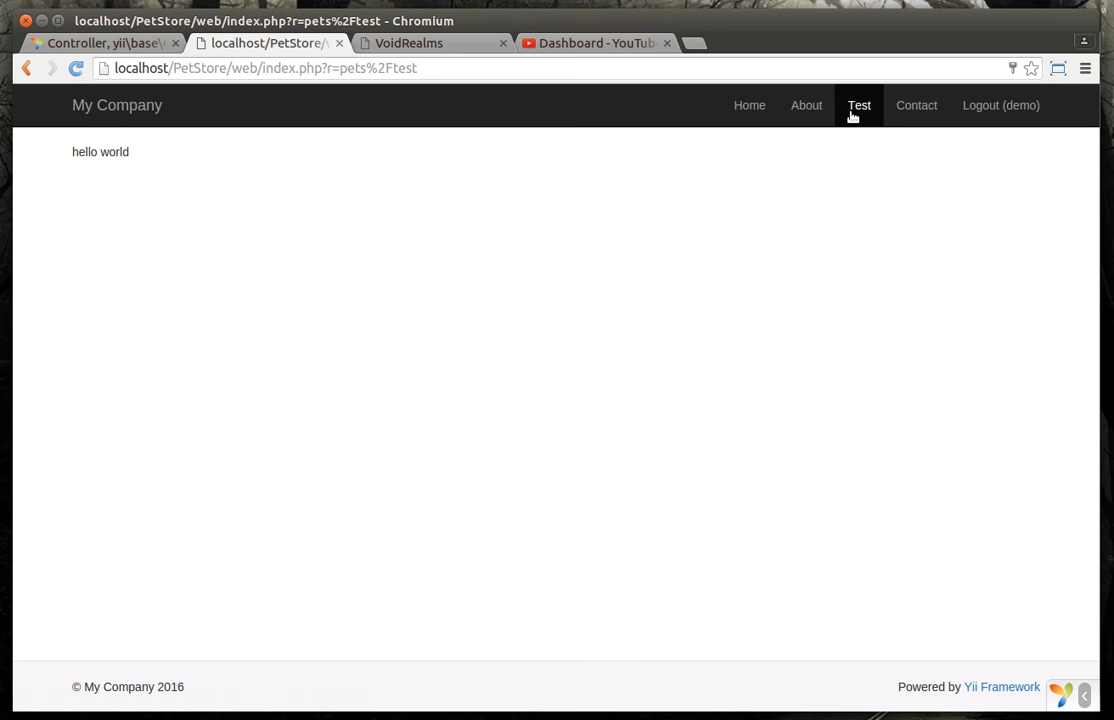 localhost/PetStore/web/index.php?r=pets%2Ftest - Chromium
Controller, yii\base\ localhost/PetStore/ VoidRealms Dashboard - YouTub
localhost/PetStore/web/index.php?r=pets%2Ftest
My Company Home About Test Contact Logout (demo)
hello world
© My Company 2016 Powered by Yii Framework